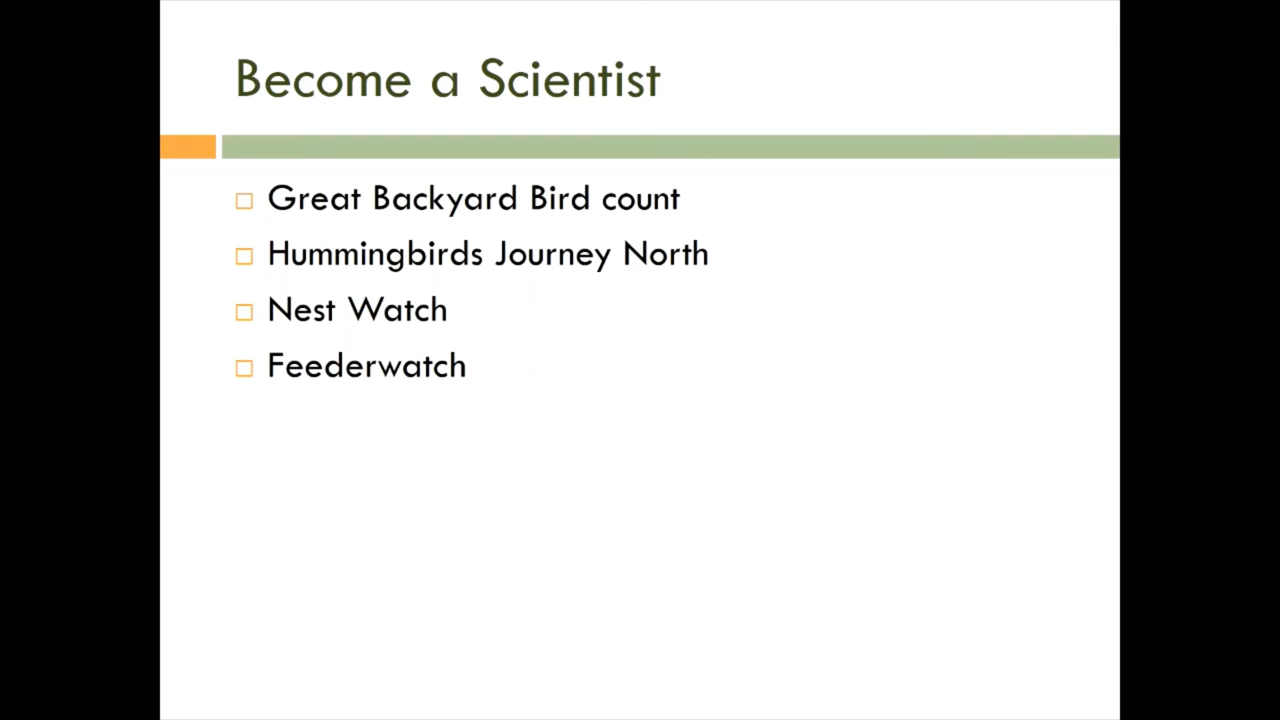 Become a Scientist
Great Backyard Bird count
Hummingbirds Journey North
Nest Watch
Feederwatch